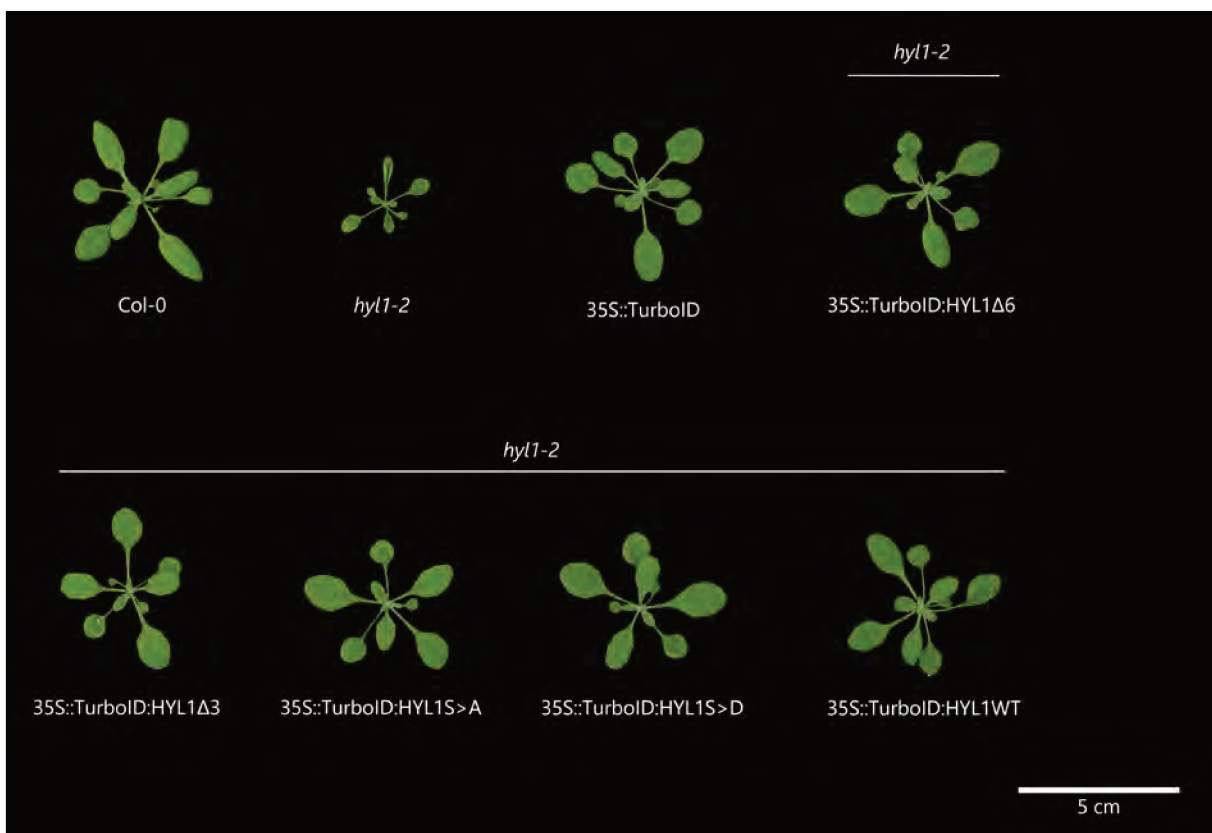 hyl1-2
Col-0
hyl1-2
35S::TurboID
35S::TurboID:HYL1Δ6
hyl1-2
35S::TurboID:HYL1Δ3
35S::TurboID:HYL1S>A
35S::TurboID:HYL1S>D
35S::TurboID:HYL1WT
5 cm